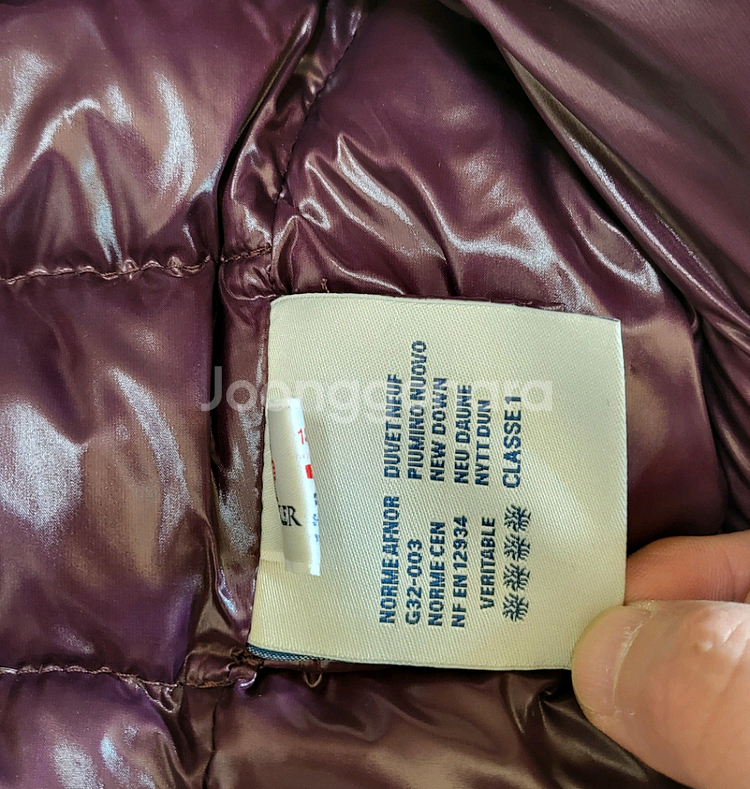 NORME AFNOR DUVET NEUF
G32-003 PIUMINO NUOVO
NORME CEN NEW DOWN
NF EN 12934 NEU DAUNE
VERITABLE NYTT DUN
CLASSE 1
Joonggonara